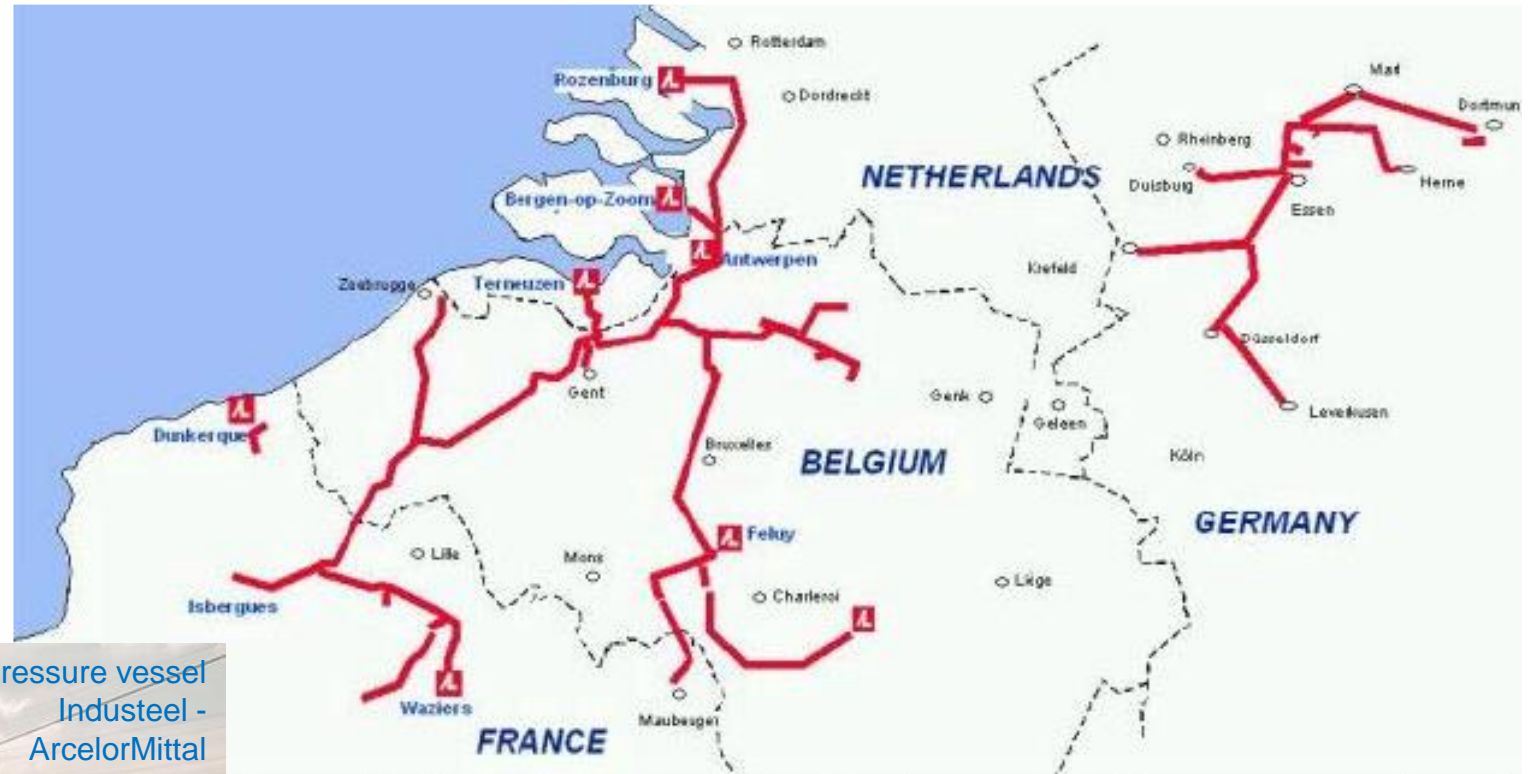 Rotterdam
Rozenburg
Marl
Dordrecht
Dortmun
Rheinberg
NETHERLANDS
Duisburg
Herne
Bergen-op-Zoom
Essen
Antwerpen
Krefeld
Zeebrugge
Terneuzen
Düsseldorf
Gent
Genk
Leverkusen
Geleen
Dunkerque
Bruxelles
BELGIUM
Köln
GERMANY
Feluy
Lille
Mons
Liège
Charleroi
Isbergues
ressure vessel
Industeel -
ArcelorMittal
Waziers
Maubeuge
FRANCE